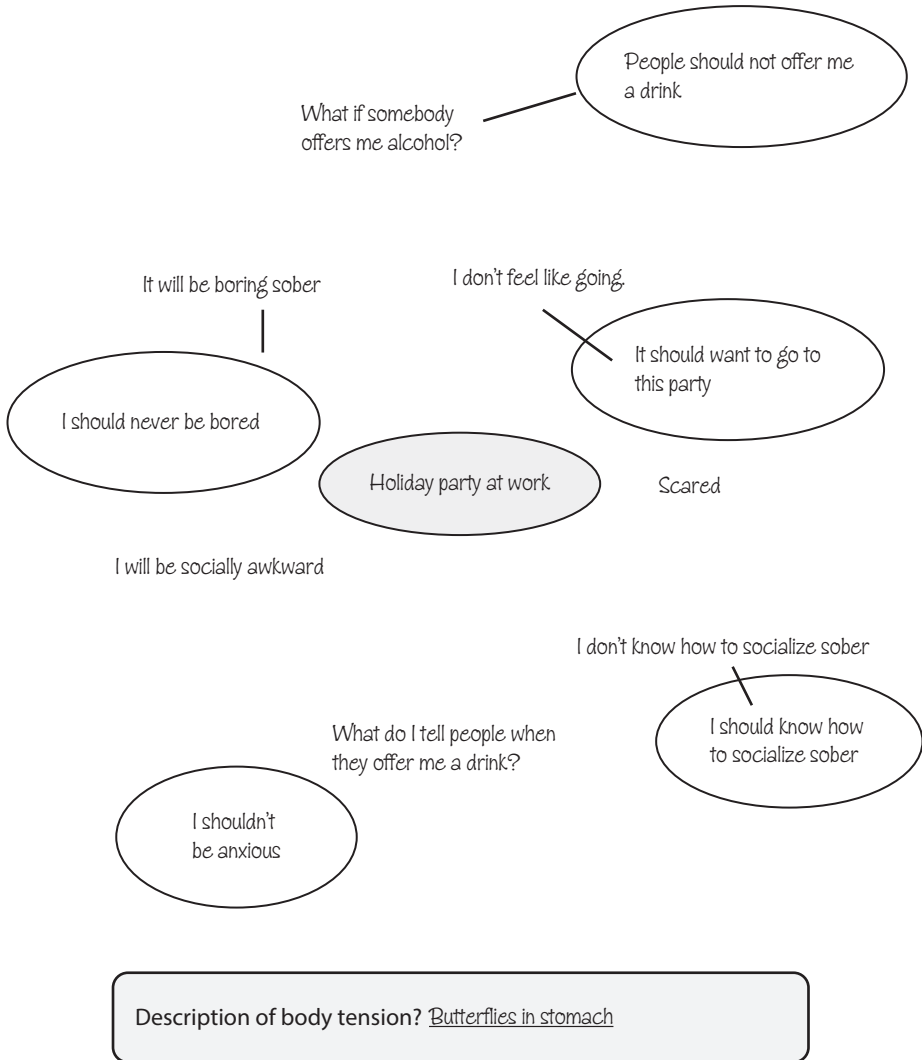 People should not offer me
a drink
What if somebody
offers me alcohol?
It will be boring sober
I don't feel like going.
It should want to go to
this party
I should never be bored
Holiday party at work
Scared
I will be socially awkward
I don't know how to socialize sober
I should know how
to socialize sober
What do I tell people when
they offer me a drink?
I shouldn't
be anxious
Description of body tension? Butterflies in stomach